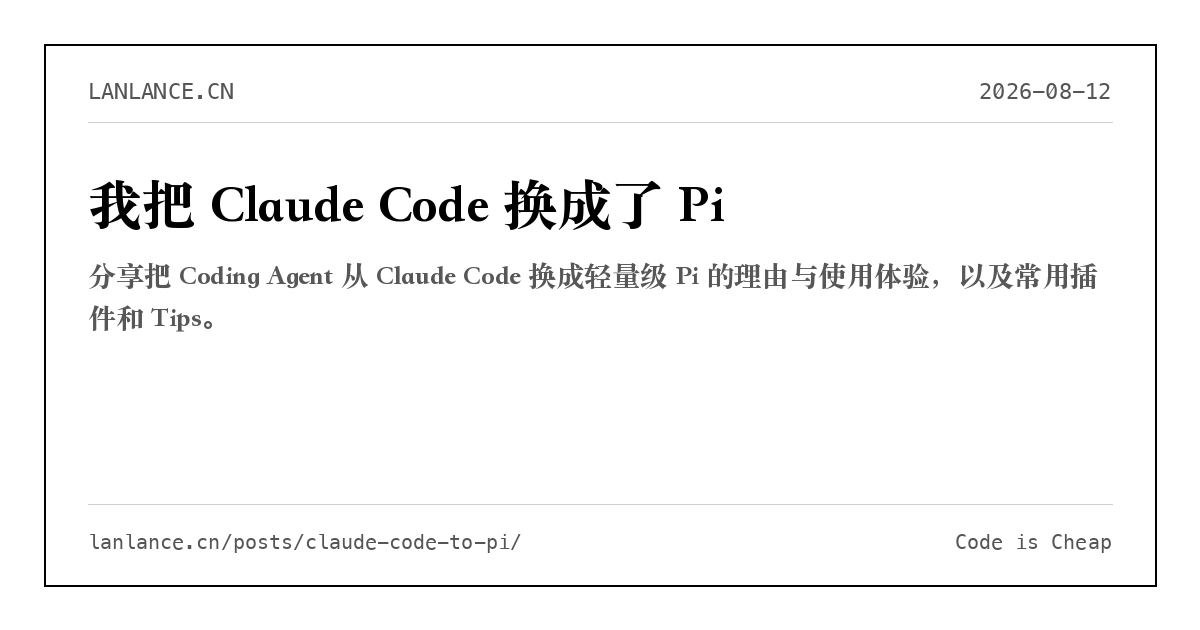 LANLANCE.CN
2026-08-12
我把 Claude Code 换成了 Pi
分享把 Coding Agent 从 Claude Code 换成轻量级 Pi 的理由与使用体验，以及常用插
件和 Tips。
lanlance.cn/posts/claude-code-to-pi/
Code is Cheap